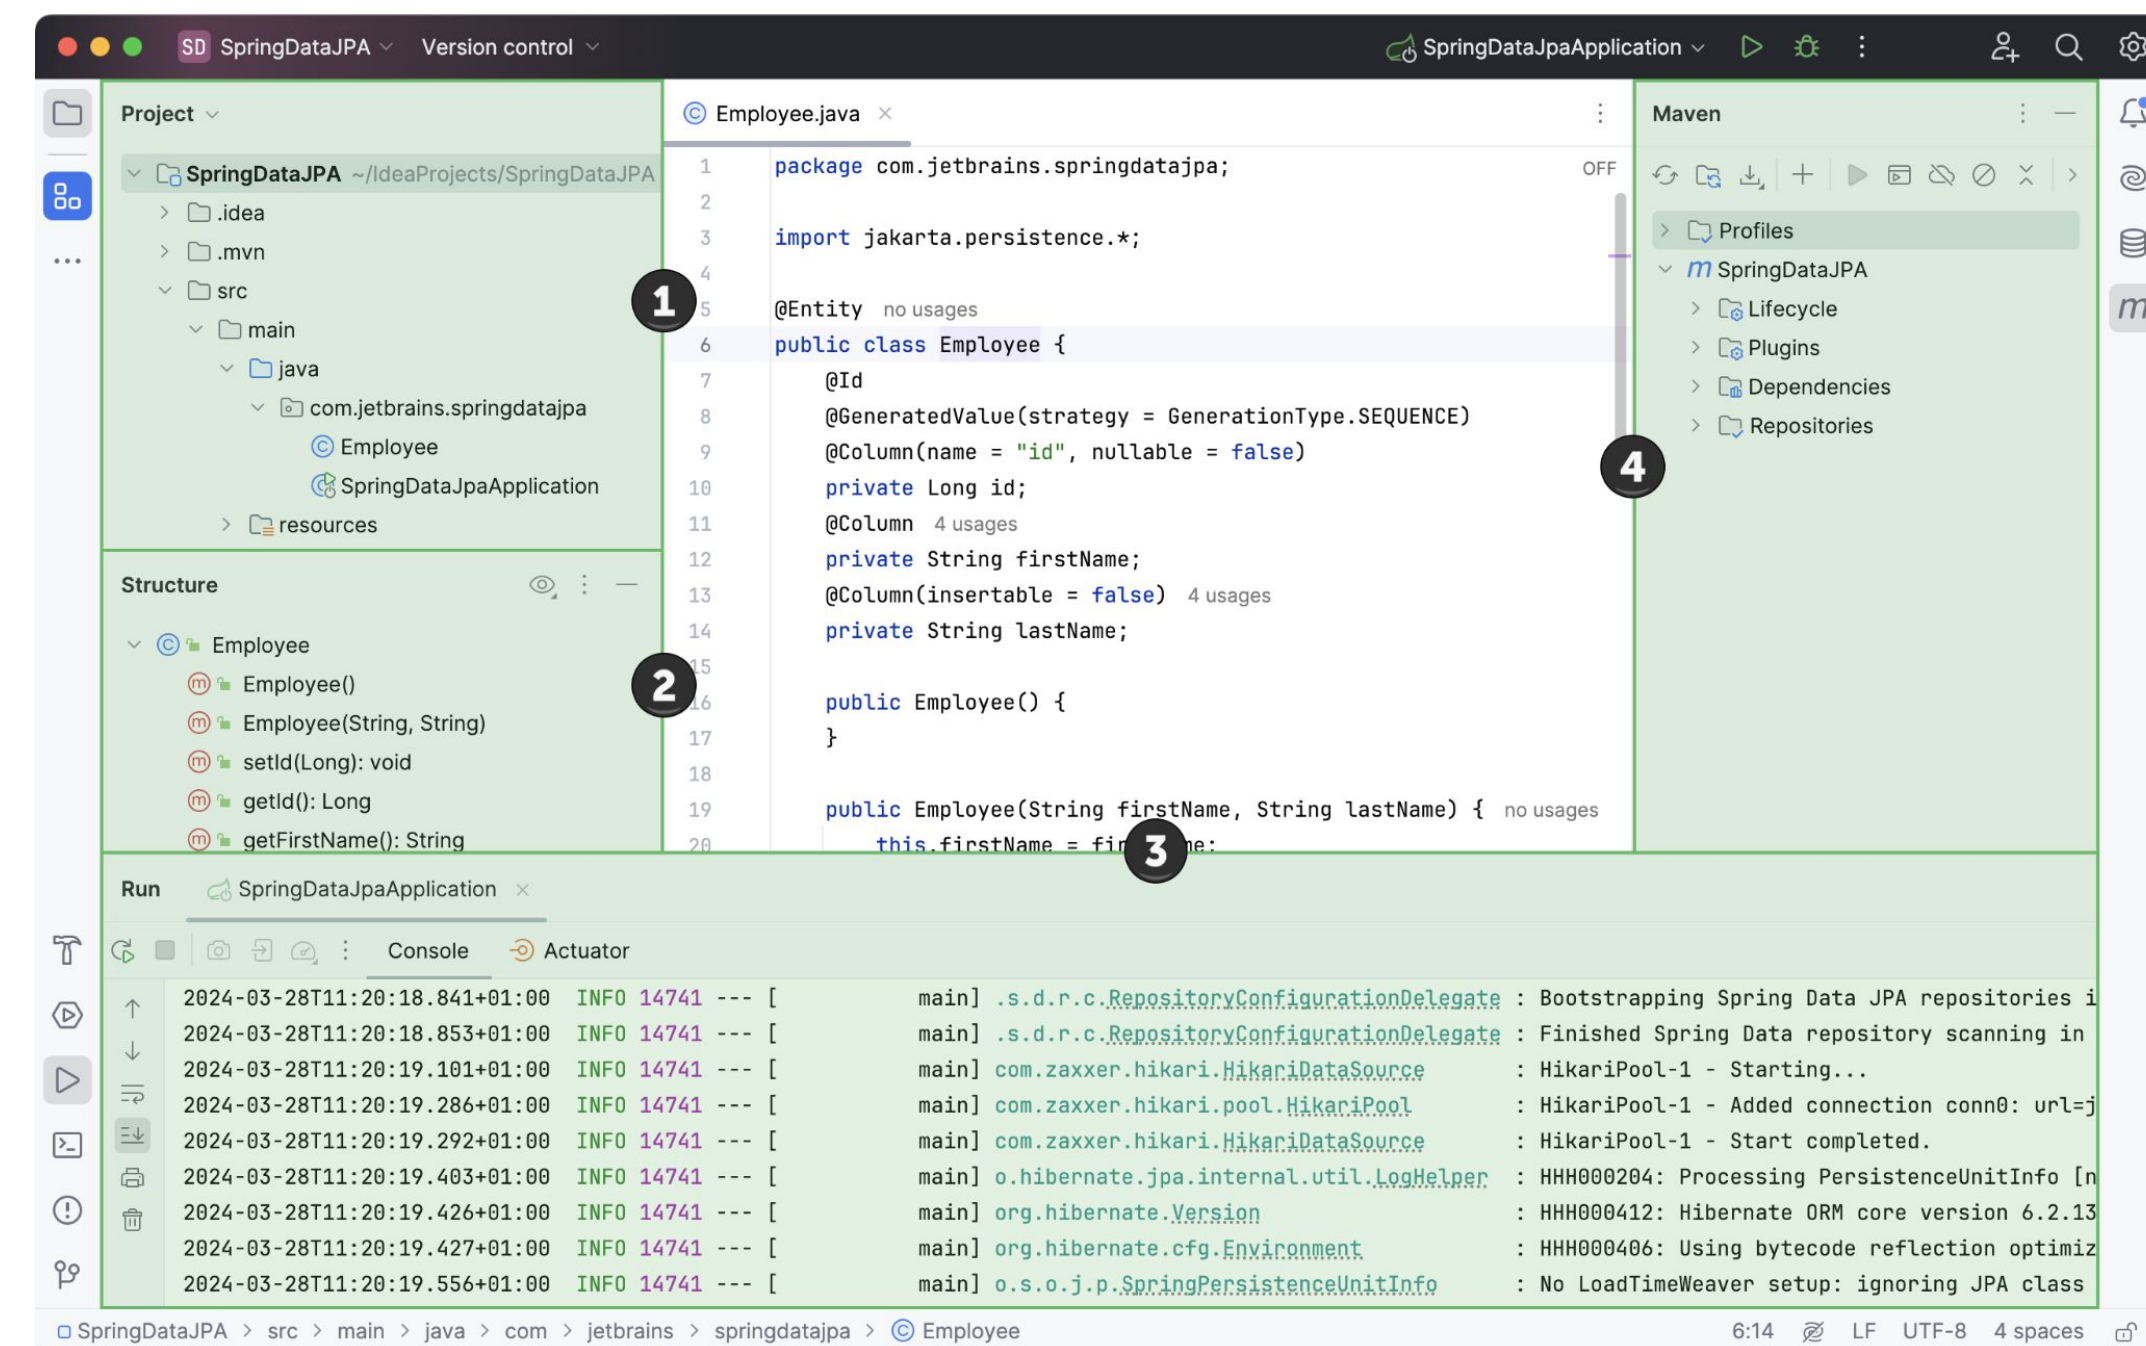 SD SpringDataJPA Version control SpringDataJpaApplication
Project
SpringDataJPA ~/IdeaProjects/SpringDataJPA
.idea
.mvn
src
main
java
com.jetbrains.springdatajpa
Employee
SpringDataJpaApplication
resources
1
Structure
Employee
Employee()
Employee(String, String)
setId(Long): void
getId(): Long
getFirstName(): String
2
Employee.java
OFF
1 package com.jetbrains.springdatajpa;
2
3 import jakarta.persistence.*;
4
5 @Entity no usages
6 public class Employee {
7 @Id
8 @GeneratedValue(strategy = GenerationType.SEQUENCE)
9 @Column(name = "id", nullable = false)
10 private Long id;
11 @Column 4 usages
12 private String firstName;
13 @Column(insertable = false) 4 usages
14 private String lastName;
15
16 public Employee() {
17 }
18
19 public Employee(String firstName, String lastName) { no usages
20 this.firstName =
3
Maven
Profiles
m SpringDataJPA
Lifecycle
Plugins
Dependencies
Repositories
4
m
Run SpringDataJpaApplication
Console Actuator
2024-03-28T11:20:18.841+01:00 INFO 14741 --- [ main] .s.d.r.c.RepositoryConfigurationDelegate : Bootstrapping Spring Data JPA repositories i
2024-03-28T11:20:18.853+01:00 INFO 14741 --- [ main] .s.d.r.c.RepositoryConfigurationDelegate : Finished Spring Data repository scanning in
2024-03-28T11:20:19.101+01:00 INFO 14741 --- [ main] com.zaxxer.hikari.HikariDataSource : HikariPool-1 - Starting...
2024-03-28T11:20:19.286+01:00 INFO 14741 --- [ main] com.zaxxer.hikari.pool.HikariPool : HikariPool-1 - Added connection conn0: url=j
2024-03-28T11:20:19.292+01:00 INFO 14741 --- [ main] com.zaxxer.hikari.HikariDataSource : HikariPool-1 - Start completed.
2024-03-28T11:20:19.403+01:00 INFO 14741 --- [ main] o.hibernate.jpa.internal.util.LogHelper : HHH000204: Processing PersistenceUnitInfo [n
2024-03-28T11:20:19.426+01:00 INFO 14741 --- [ main] org.hibernate.Version : HHH000412: Hibernate ORM core version 6.2.13
2024-03-28T11:20:19.427+01:00 INFO 14741 --- [ main] org.hibernate.cfg.Environment : HHH000406: Using bytecode reflection optimiz
2024-03-28T11:20:19.556+01:00 INFO 14741 --- [ main] o.s.o.j.p.SpringPersistenceUnitInfo : No LoadTimeWeaver setup: ignoring JPA class
SpringDataJPA > src > main > java > com > jetbrains > springdatajpa > Employee 6:14 LF UTF-8 4 spaces